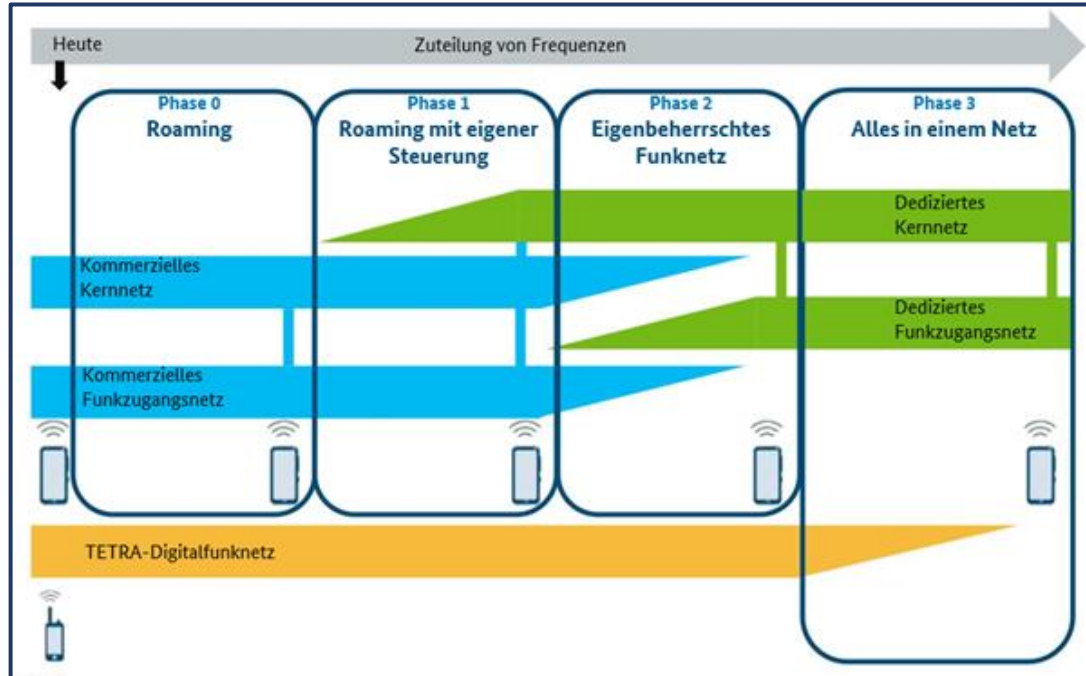 Heute
Zuteilung von Frequenzen
Phase 0
Roaming
Phase 1
Roaming mit eigener
Steuerung
Phase 2
Eigenbeherrschtes
Funknetz
Phase 3
Alles in einem Netz
Dediziertes
Kernnetz
Kommerzielles
Kernnetz
Dediziertes
Funkzugangsnetz
Kommerzielles
Funkzugangsnetz
TETRA-Digitalfunknetz